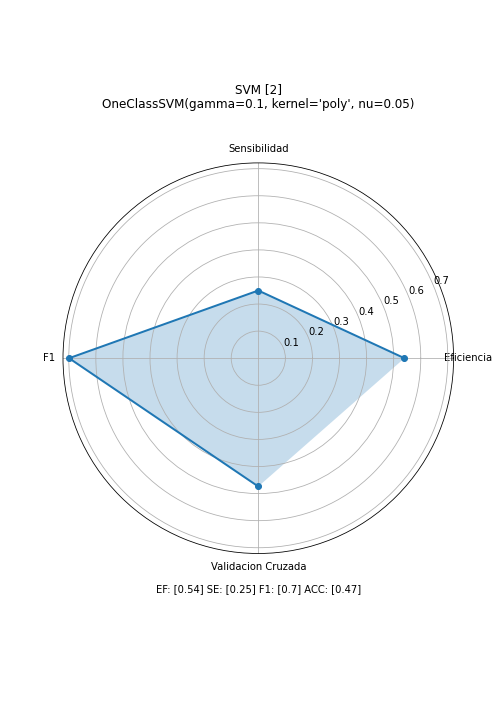 SVM [2]
OneClassSVM(gamma=0.1, kernel='poly', nu=0.05)
Sensibilidad
0.7
0.6
0.5
0.4
0.3
0.2
0.1
F1
Eficiencia
Validacion Cruzada
EF: [0.54] SE: [0.25] F1: [0.7] ACC: [0.47]